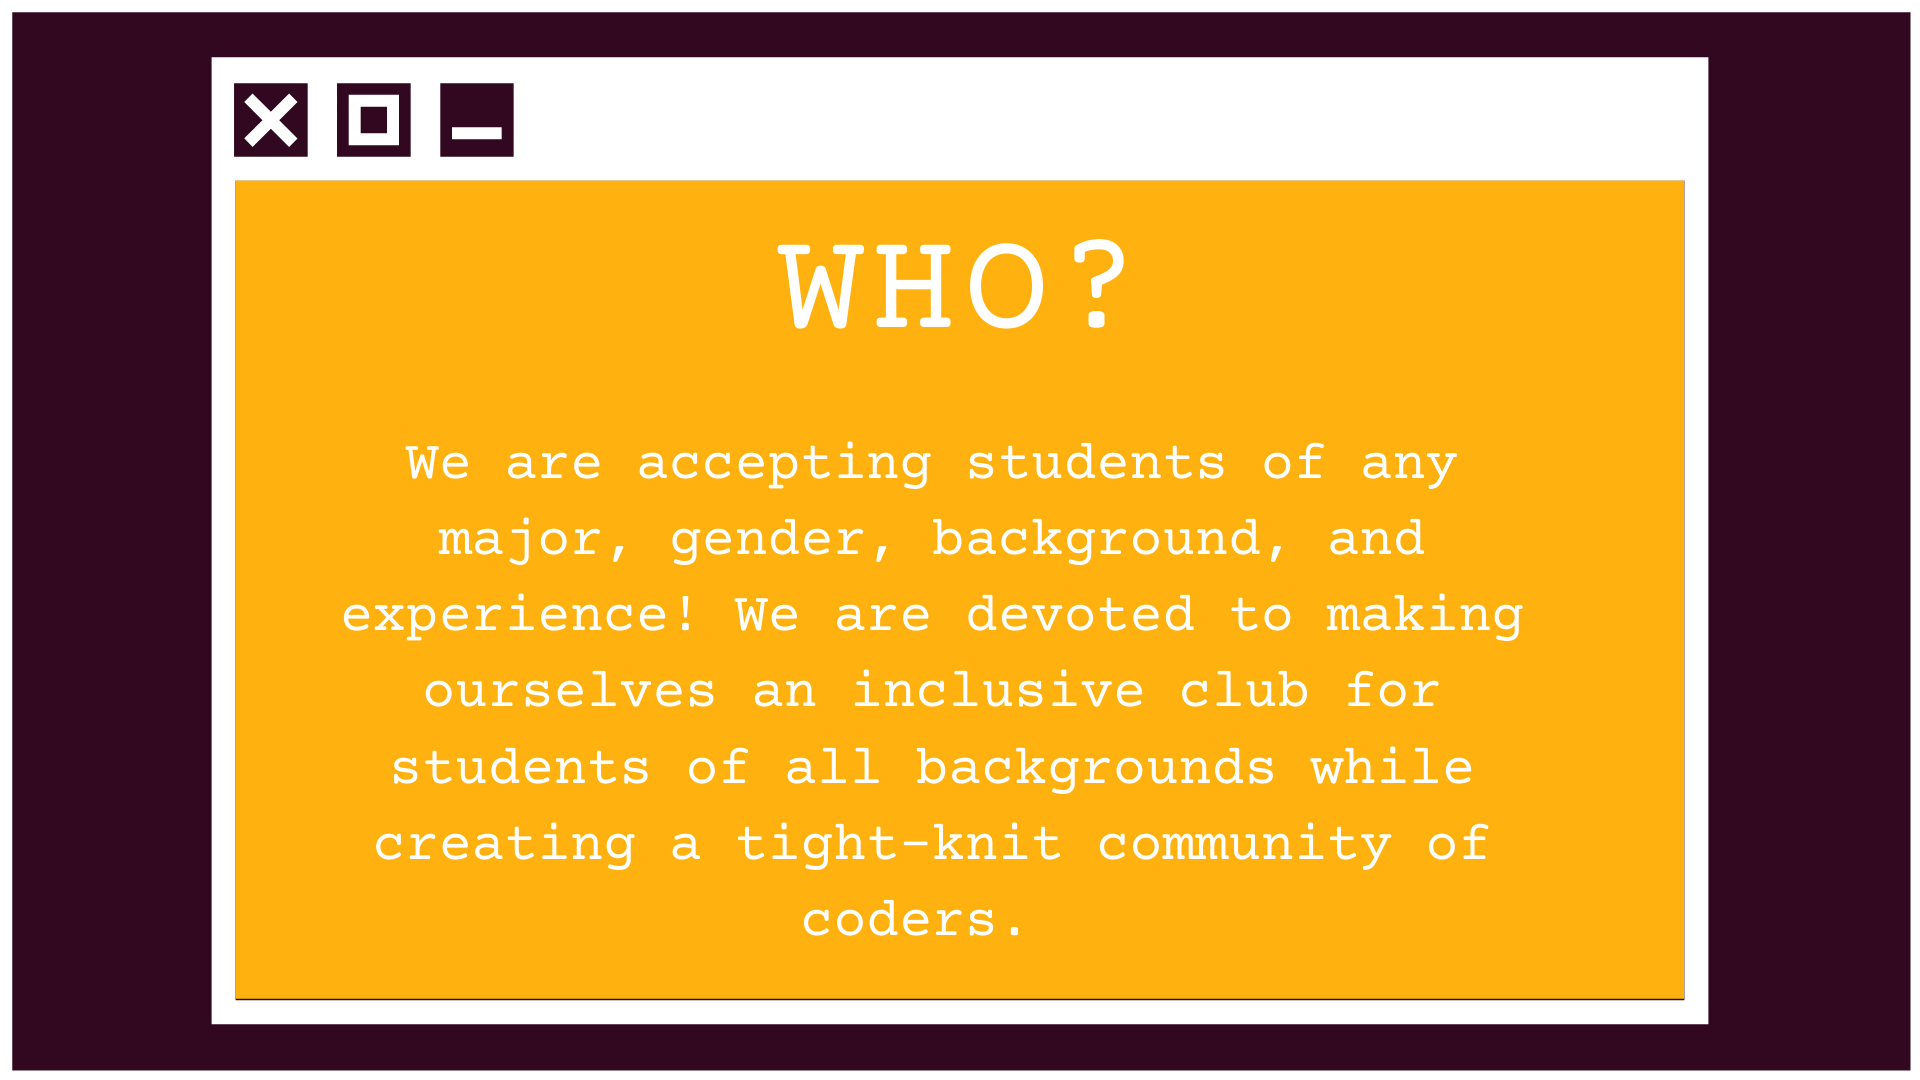 WHO?
We are accepting students of any
major, gender, background, and
experience! We are devoted to making
ourselves an inclusive club for
students of all backgrounds while
creating a tight-knit community of
coders.